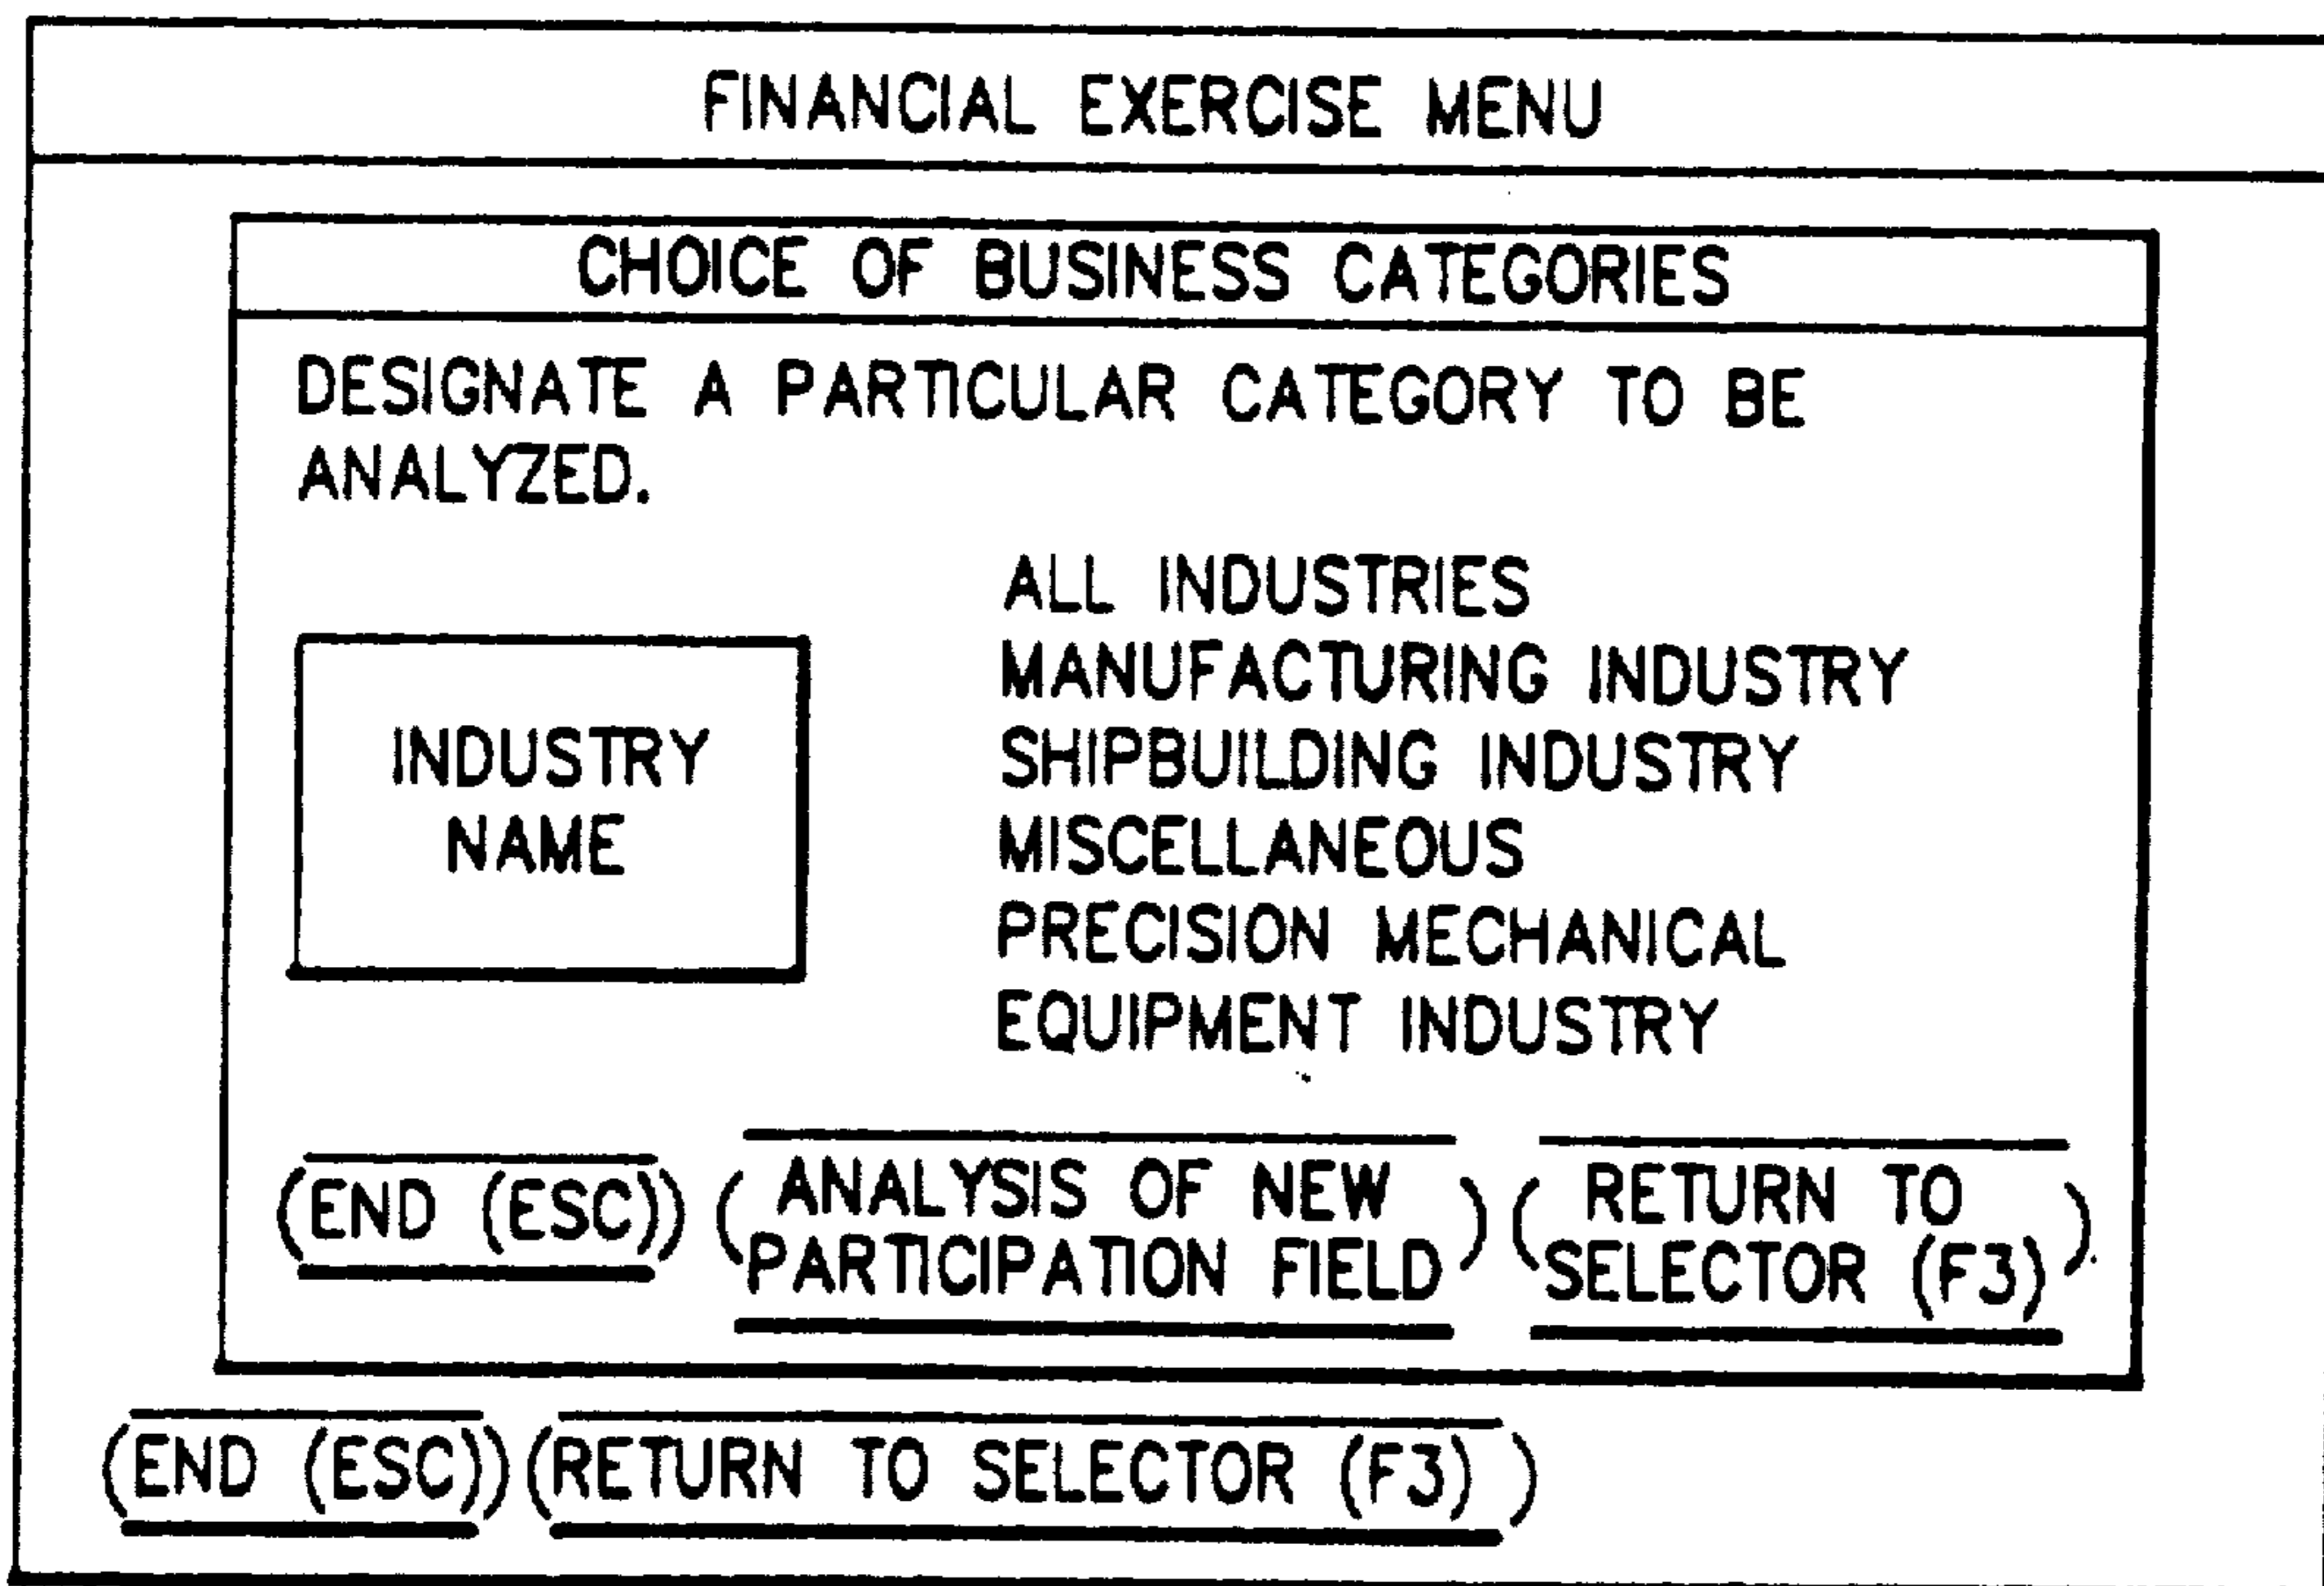 FINANCIAL EXERCISE MENU
CHOICE OF BUSINESS CATEGORIES
DESIGNATE A PARTICULAR CATEGORY TO BE
ANALYZED.
INDUSTRY
NAME
ALL INDUSTRIES
MANUFACTURING INDUSTRY
SHIPBUILDING INDUSTRY
MISCELLANEOUS
PRECISION MECHANICAL
EQUIPMENT INDUSTRY
(END (ESC))
(ANALYSIS OF NEW
PARTICIPATION FIELD)
(RETURN TO
SELECTOR (F3))
(END (ESC)) (RETURN TO SELECTOR (F3))